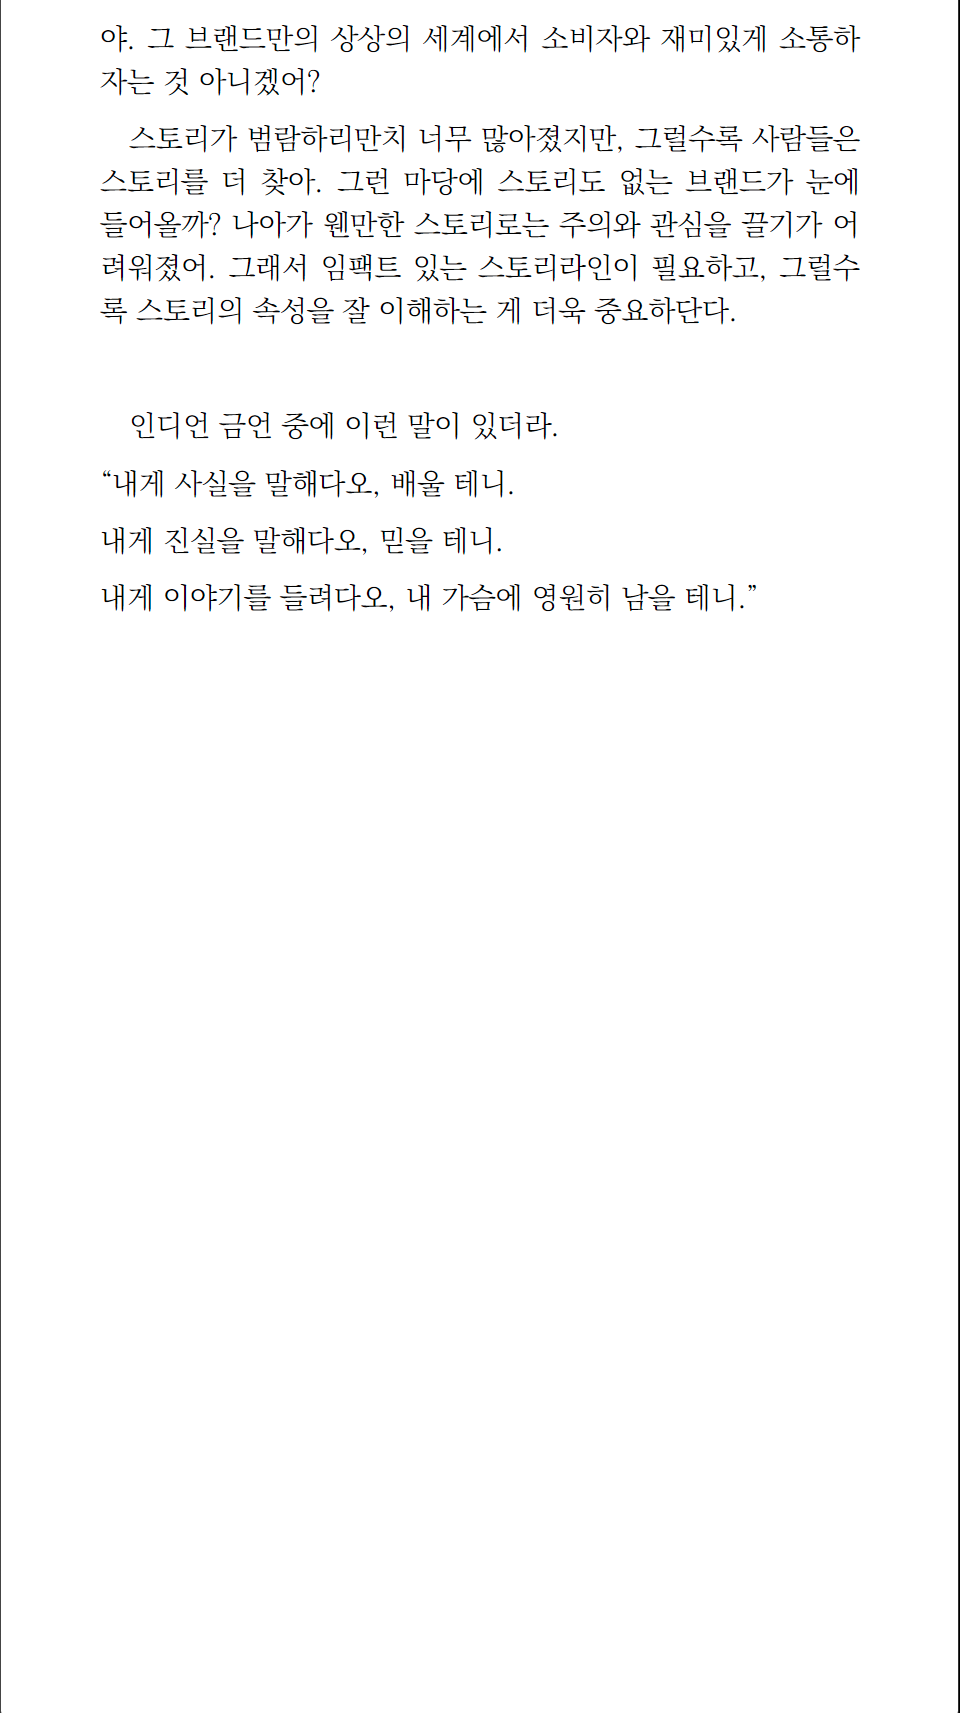 야. 그 브랜드만의 상상의 세계에서 소비자와 재미있게 소통하
자는 것 아니겠어?
스토리가 범람하리만치 너무 많아졌지만, 그럴수록 사람들은
스토리를 더 찾아. 그런 마당에 스토리도 없는 브랜드가 눈에
들어올까? 나아가 웬만한 스토리로는 주의와 관심을 끌기가 어
려워졌어. 그래서 임팩트 있는 스토리라인이 필요하고, 그럴수
록 스토리의 속성을 잘 이해하는 게 더욱 중요하단다.
인디언 금언 중에 이런 말이 있더라.
“내게 사실을 말해다오, 배울 테니.
내게 진실을 말해다오, 믿을 테니.
내게 이야기를 들려다오, 내 가슴에 영원히 남을 테니.”